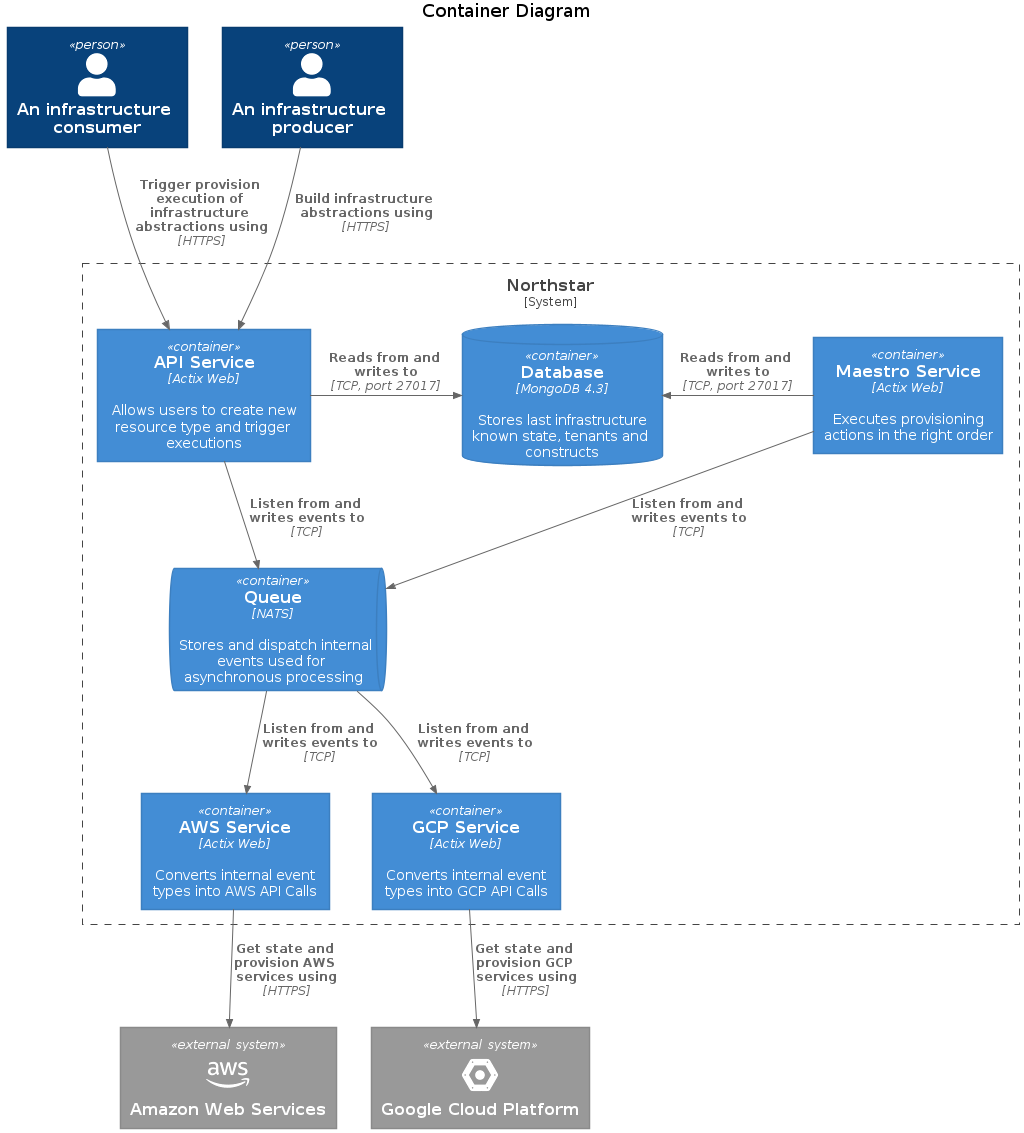 Container Diagram
«person»
An infrastructure
consumer
«person»
An infrastructure
producer
Trigger provision
execution of
infrastructure
abstractions using
[HTTPS]
Build infrastructure
abstractions using
[HTTPS]
Northstar
[System]
«container»
API Service
[Actix Web]
Allows users to create new
resource type and trigger
executions
Reads from and
writes to
[TCP, port 27017]
«container»
Database
[MongoDB 4.3]
Stores last infrastructure
known state, tenants and
constructs
Reads from and
writes to
[TCP, port 27017]
«container»
Maestro Service
[Actix Web]
Executes provisioning
actions in the right order
Listen from and
writes events to
[TCP]
Listen from and
writes events to
[TCP]
«container»
Queue
[NATS]
Stores and dispatch internal
events used for
asynchronous processing
Listen from and
writes events to
[TCP]
Listen from and
writes events to
[TCP]
«container»
AWS Service
[Actix Web]
Converts internal event
types into AWS API Calls
«container»
GCP Service
[Actix Web]
Converts internal event
types into GCP API Calls
Get state and
provision AWS
services using
[HTTPS]
Get state and
provision GCP
services using
[HTTPS]
«external system»
aws
Amazon Web Services
«external system»
Google Cloud Platform